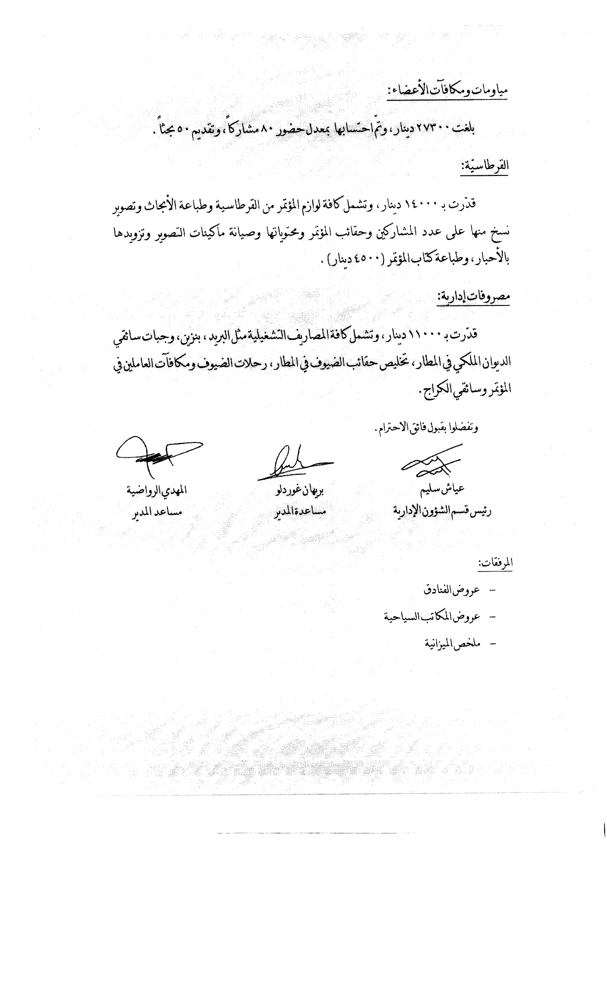 مياومات ومكافآت الأعضاء:
بلغت ٢٧٣٠٠ دينار، وتمّ احتسابها بمعدل حضور ٨٠ مشاركاً، وتقديم ٥٠ بحثاً.
القرطاسيّة:
قدّرت بـ ١٤٠٠٠ دينار، وتشمل كافة لوازم المؤتمر من القرطاسية وطباعة الأبحاث وتصوير
نسخ منها على عدد المشاركين وحقائب المؤتمر ومحتوياتها وصيانة ماكينات التصوير وتزويدها
بالأحبار، وطباعة كتاب المؤتمر (٤٥٠٠ دينار).
مصروفات إدارية:
قدّرت بـ ١١٠٠٠ دينار، وتشمل كافة المصاريف التشغيلية مثل البريد، بنزين، وجبات سائقي
الديوان الملكي في المطار، تخليص حقائب الضيوف في المطار، رحلات الضيوف ومكافآت العاملين في
المؤتمر وسائقي الكراج.
وتفضلوا بقبول فائق الاحترام.
عياش سليم بريهان غوردلو المهدي الرواضية
رئيس قسم الشؤون الإدارية مساعدة المدير مساعد المدير
المرفقات:
- عروض الفنادق
- عروض المكاتب السياحية
- ملخص الميزانية